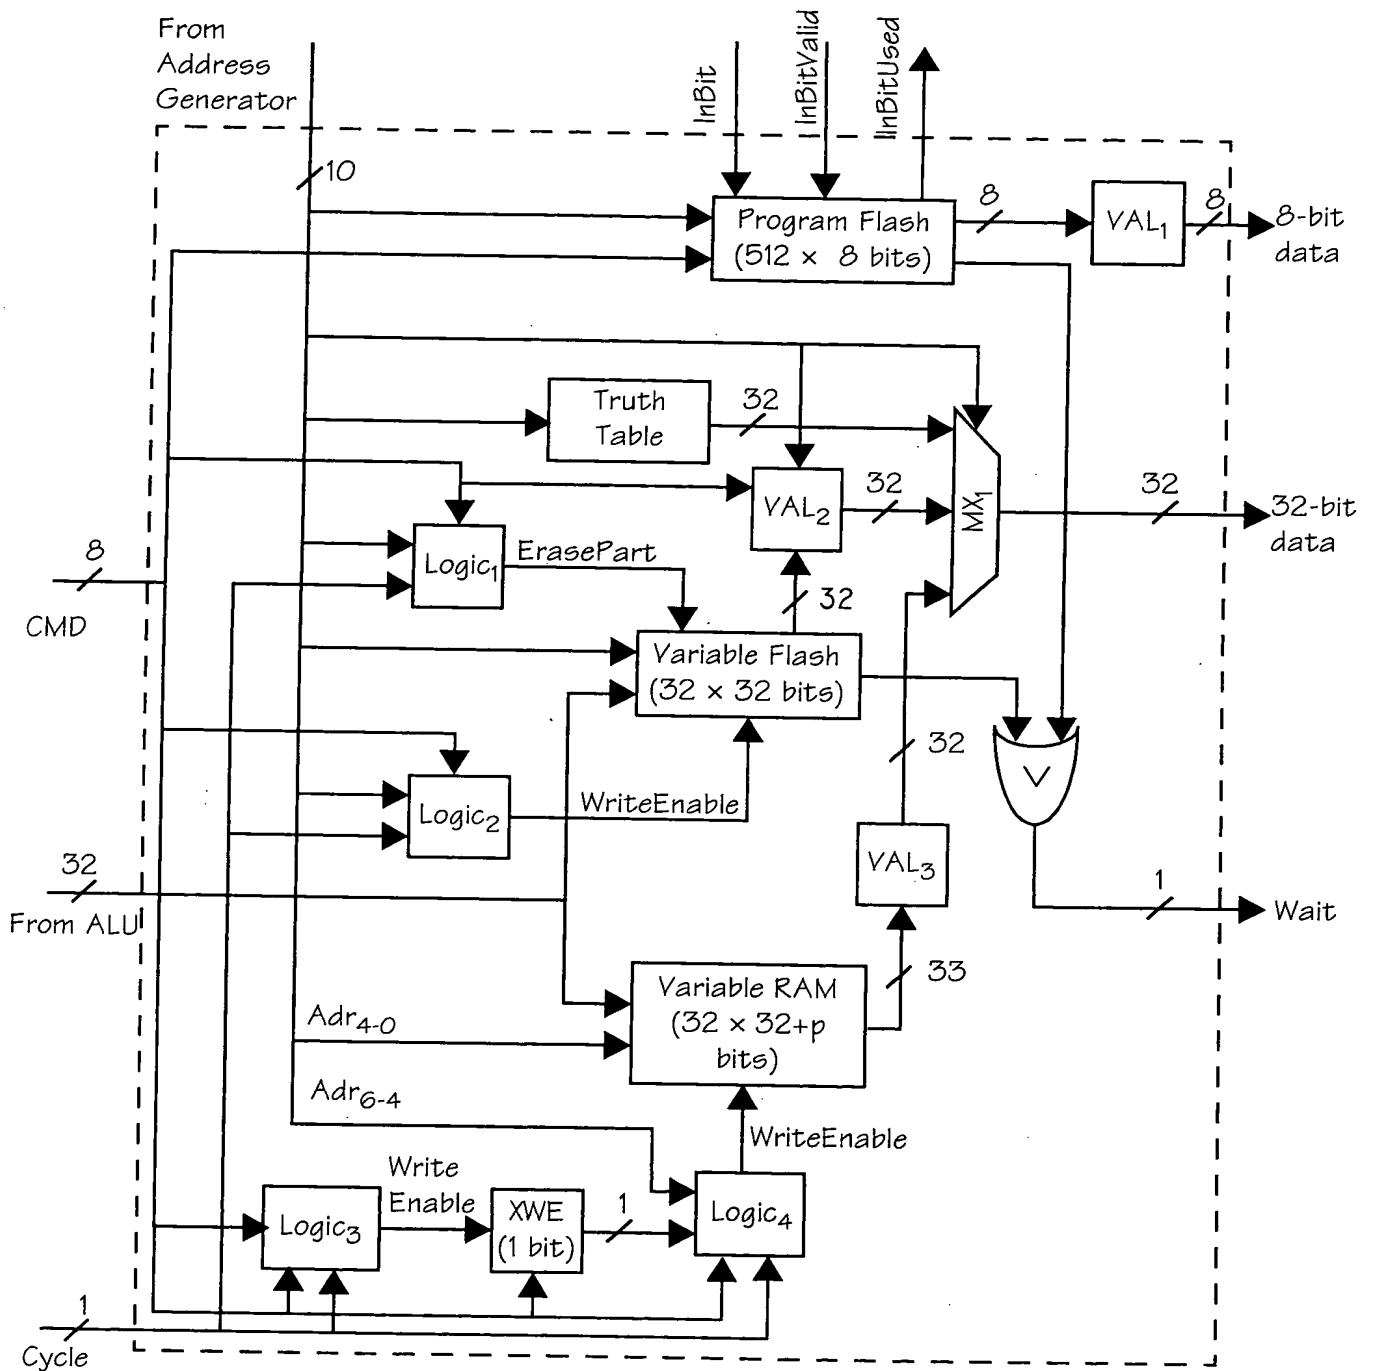 From
Address
Generator
InBit
InBitValid
InBitUsed
10
Program Flash
(512 × 8 bits)
8
VAL1
8
8-bit
data
Truth
Table
32
VAL2
32
MX1
32
32-bit
data
8
CMD
Logic1
ErasePart
32
Variable Flash
(32 × 32 bits)
Logic2
WriteEnable
32
V
32
From ALU
VAL3
1
Wait
33
Variable RAM
(32 × 32+p
bits)
Adr4-0
Adr6-4
WriteEnable
Write
Enable
Logic3
XWE
(1 bit)
1
Logic4
1
Cycle